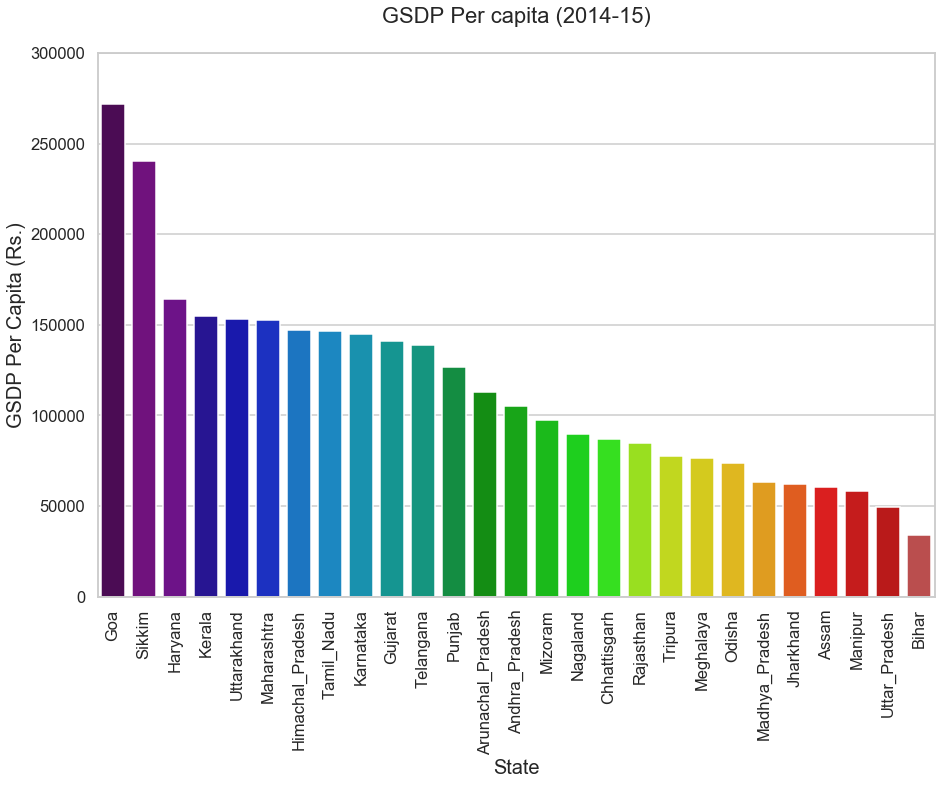 GSDP Per capita (2014-15)
GSDP Per Capita (Rs.)
300000
250000
200000
150000
100000
50000
0
Goa
Sikkim
Haryana
Kerala
Uttarakhand
Maharashtra
Himachal_Pradesh
Tamil_Nadu
Karnataka
Gujarat
Telangana
Punjab
Arunachal_Pradesh
Andhra_Pradesh
Mizoram
Nagaland
Chhattisgarh
Rajasthan
Tripura
Meghalaya
Odisha
Madhya_Pradesh
Jharkhand
Assam
Manipur
Uttar_Pradesh
Bihar
State